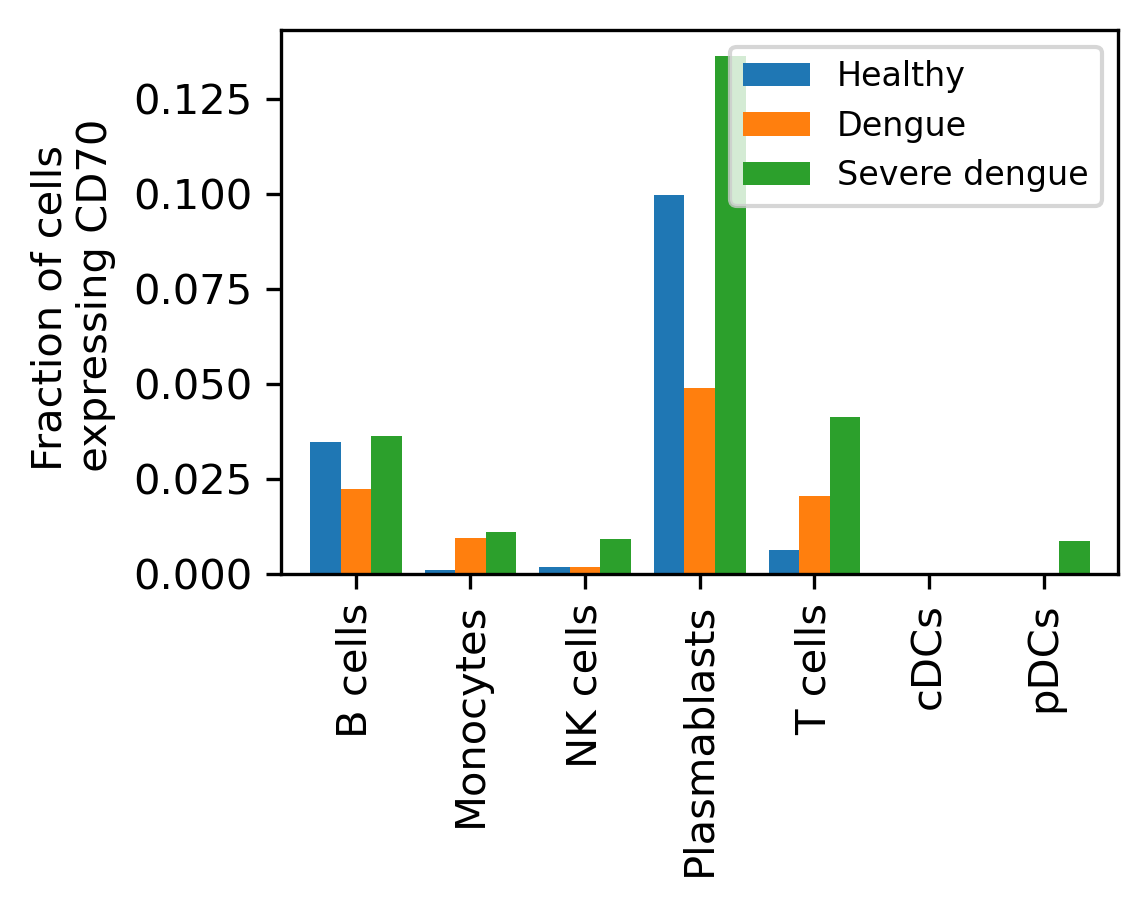 Fraction of cells
expressing CD70
0.125
0.100
0.075
0.050
0.025
0.000
Healthy
Dengue
Severe dengue
B cells
Monocytes
NK cells
Plasmablasts
T cells
cDCs
pDCs